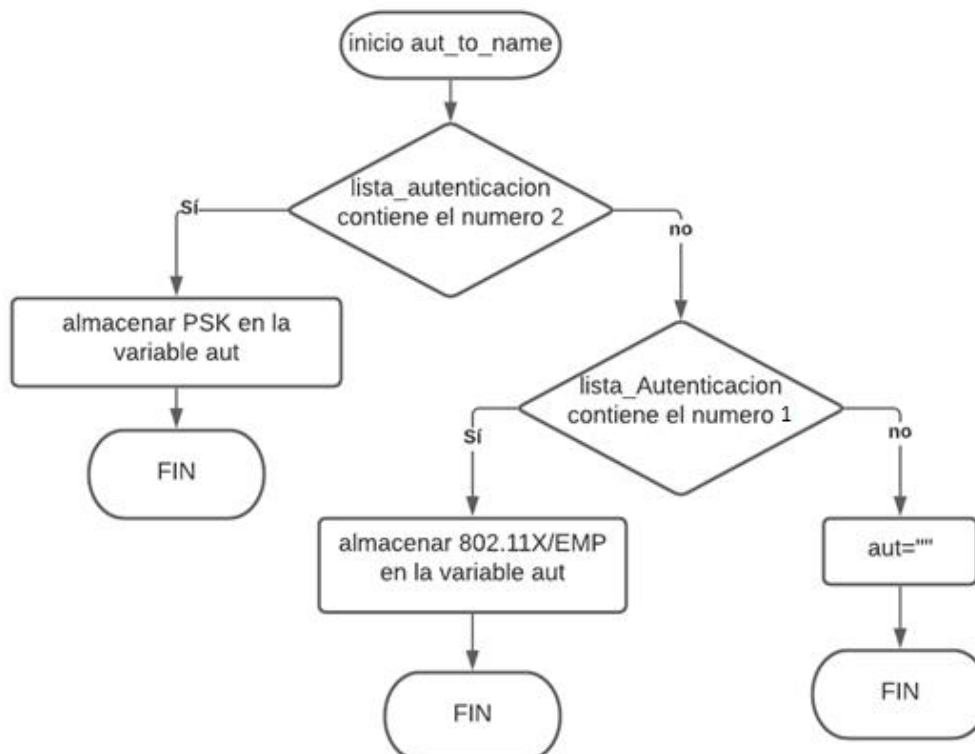 inicio aut_to_name
lista_autenticacion
contiene el numero 2
Sí
no
almacenar PSK en la
variable aut
lista_Autenticacion
contiene el numero 1
Sí
no
FIN
almacenar 802.11X/EMP
en la variable aut
aut=""
FIN
FIN